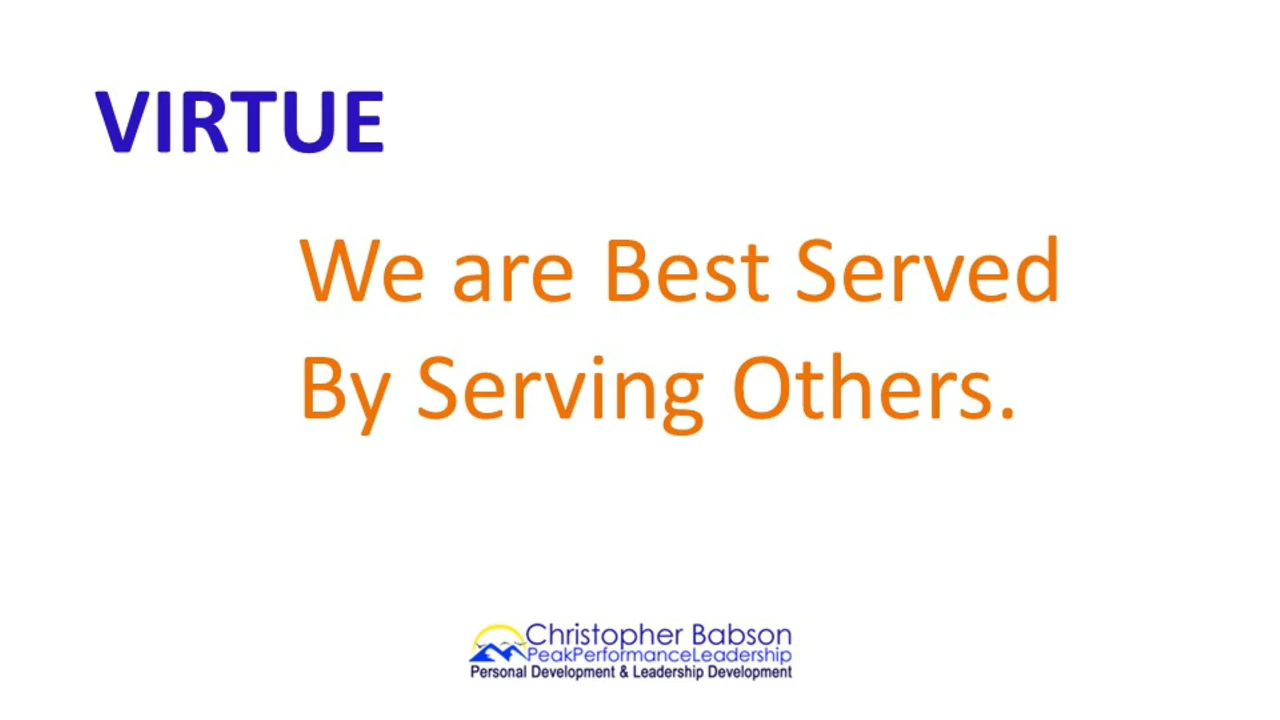 VIRTUE
We are Best Served
By Serving Others.
Christopher Babson
PeakPerformanceLeadership
Personal Development & Leadership Development